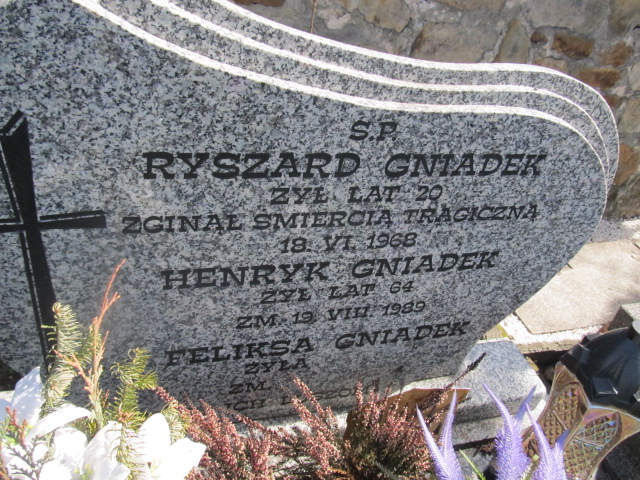 Ś.P.
RYSZARD GNIADEK
ŻYŁ LAT 20
ZGINĄŁ ŚMIERCIĄ TRAGICZNĄ
18. VI. 1968
HENRYK GNIADEK
ŻYŁ LAT 64
ZM. 19. VIII. 1989
FELIKSA GNIADEK
ŻYŁA
ZM.